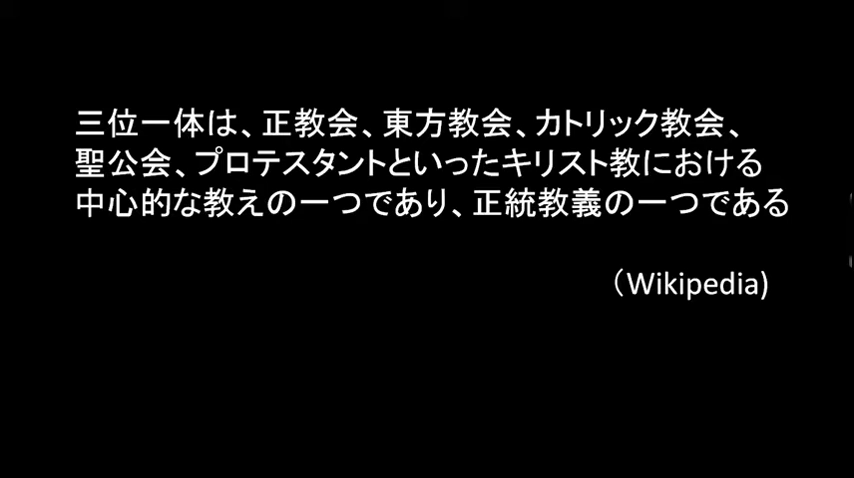 三位一体は、正教会、東方教会、カトリック教会、
聖公会、プロテスタントといったキリスト教における
中心的な教えの一つであり、正統教義の一つである
（Wikipedia)